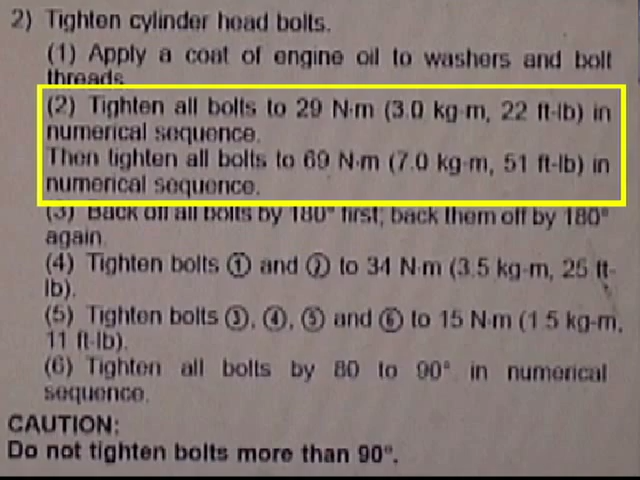 2) Tighten cylinder head bolts.
(1) Apply a coat of engine oil to washers and bolt
threads
(2) Tighten all bolts to 29 N·m (3.0 kg-m, 22 ft-lb) in
numerical sequence.
Then tighten all bolts to 69 N·m (7.0 kg-m, 51 ft-lb) in
numerical sequence.
(3) Back off all bolts by 180° first; back them off by 180°
again.
(4) Tighten bolts ① and ② to 34 N·m (3.5 kg-m, 25 ft-
lb).
(5) Tighten bolts ③, ④, ⑤ and ⑥ to 15 N·m (1.5 kg-m,
11 ft-lb).
(6) Tighten all bolts by 80 to 90° in numerical
sequence.
CAUTION:
Do not tighten bolts more than 90°.